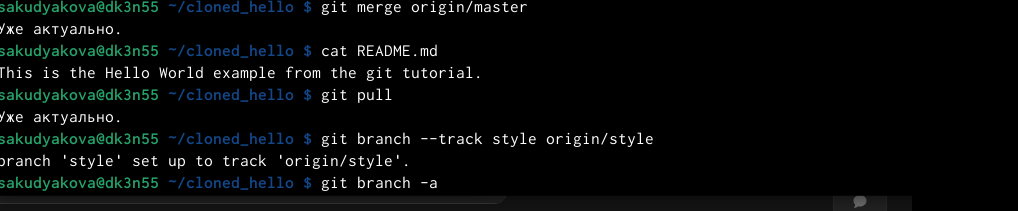 sakudyakova@dk3n55 ~/cloned_hello $ git merge origin/master
Уже актуально.
sakudyakova@dk3n55 ~/cloned_hello $ cat README.md
This is the Hello World example from the git tutorial.
sakudyakova@dk3n55 ~/cloned_hello $ git pull
Уже актуально.
sakudyakova@dk3n55 ~/cloned_hello $ git branch --track style origin/style
branch 'style' set up to track 'origin/style'.
sakudyakova@dk3n55 ~/cloned_hello $ git branch -a